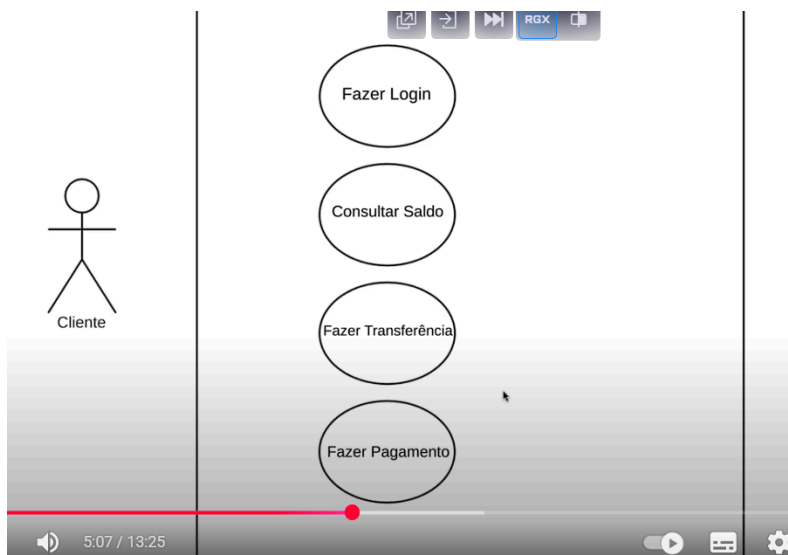 RGX
Fazer Login
Consultar Saldo
Cliente
Fazer Transferência
Fazer Pagamento
5:07 / 13:25